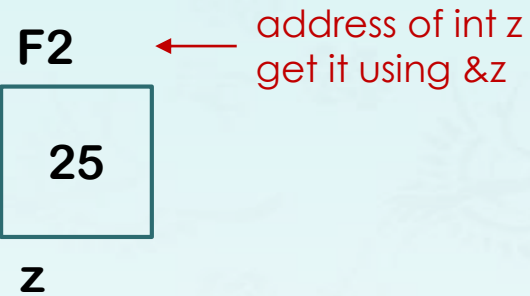 F2
address of int z
get it using &z
25
z